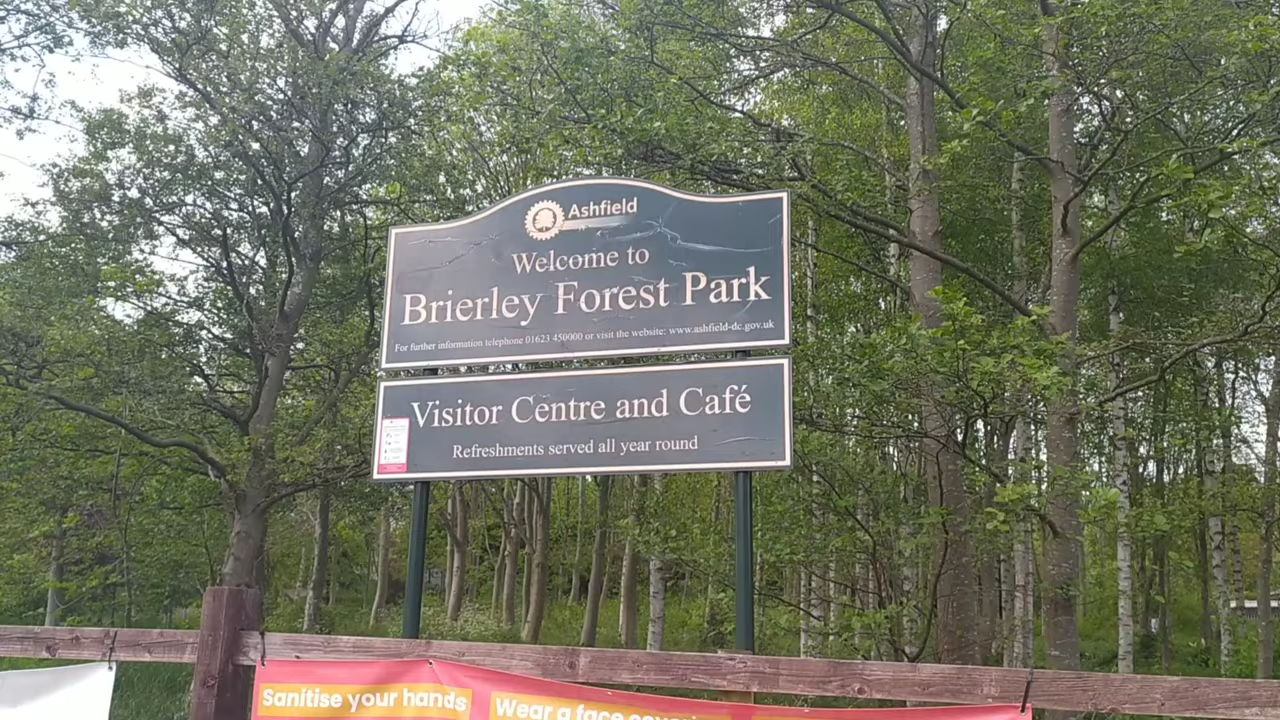 Ashfield
Welcome to
Brierley Forest Park
For further information telephone 01623 450000 or visit the website: www.ashfield-dc.gov.uk
Visitor Centre and Café
Refreshments served all year round
Sanitise your hands
Wear a face